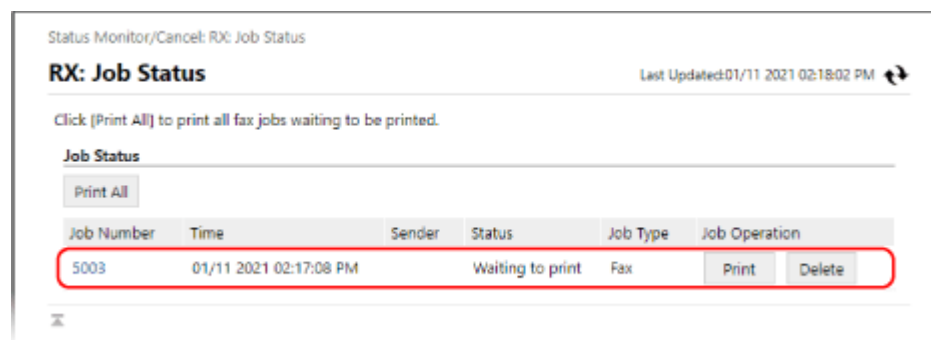 Status Monitor/Cancel: RX: Job Status
RX: Job Status Last Updated:01/11 2021 02:18:02 PM
Click [Print All] to print all fax jobs waiting to be printed.
Job Status
Print All
Job Number Time Sender Status Job Type Job Operation
5003 01/11 2021 02:17:08 PM Waiting to print Fax Print Delete